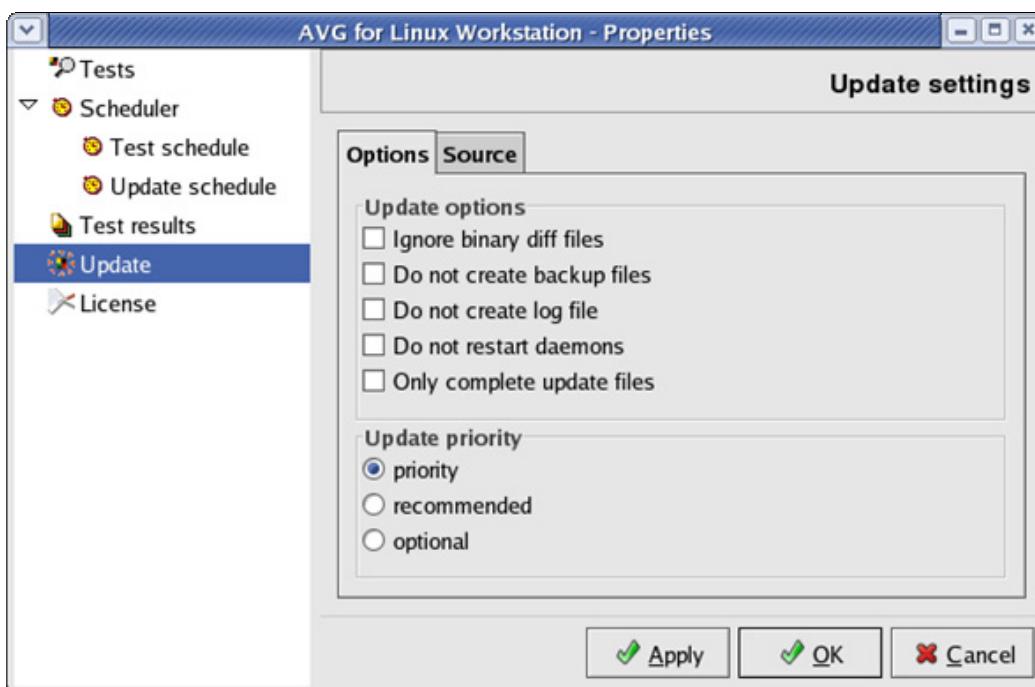 AVG for Linux Workstation - Properties
Tests
Scheduler
Test schedule
Update schedule
Test results
Update
License
Update settings
Options
Source
Update options
Ignore binary diff files
Do not create backup files
Do not create log file
Do not restart daemons
Only complete update files
Update priority
priority
recommended
optional
Apply
OK
Cancel